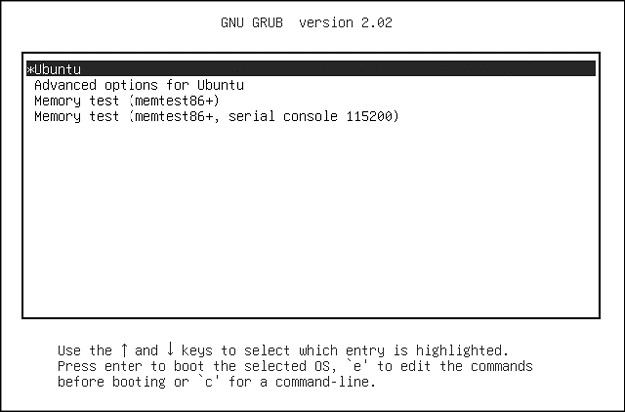 GNU GRUB  version 2.02
*Ubuntu
Advanced options for Ubuntu
Memory test (memtest86+)
Memory test (memtest86+, serial console 115200)
Use the ↑ and ↓ keys to select which entry is highlighted.
Press enter to boot the selected OS, `e' to edit the commands
before booting or `c' for a command-line.